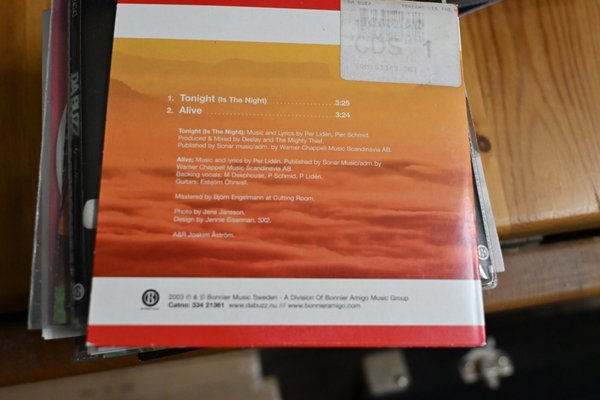 DA BUZZ
CDS 1
1. Tonight (Is The Night) ........................ 3:25
2. Alive ................................................ 3:24
Tonight (Is The Night); Music and Lyrics by Per Lidén, Pier Schmid.
Produced & Mixed by Deelay and The Mighty Thief.
Published by Sonar music/adm. by Warner Chappell Music Scandinavia AB.
Alive; Music and lyrics by Per Lidén. Published by Sonar Music/adm. by
Warner Chappell Music Scandinavia AB.
Backing vocals: M Deephouse, P Schmid, P Lidén.
Guitars: Esbjörn Öhrwall.
Mastered by Björn Engelmann at Cutting Room.
Photo by Jens Jansson.
Design by Jennie Eiserman, SX2.
A&R Joakim Åström.
2003 ℗ & © Bonnier Music Sweden - A Division Of Bonnier Amigo Music Group
Catno: 334 21361 www.dabuzz.nu /// www.bonnieramigo.com
DA BUZZ